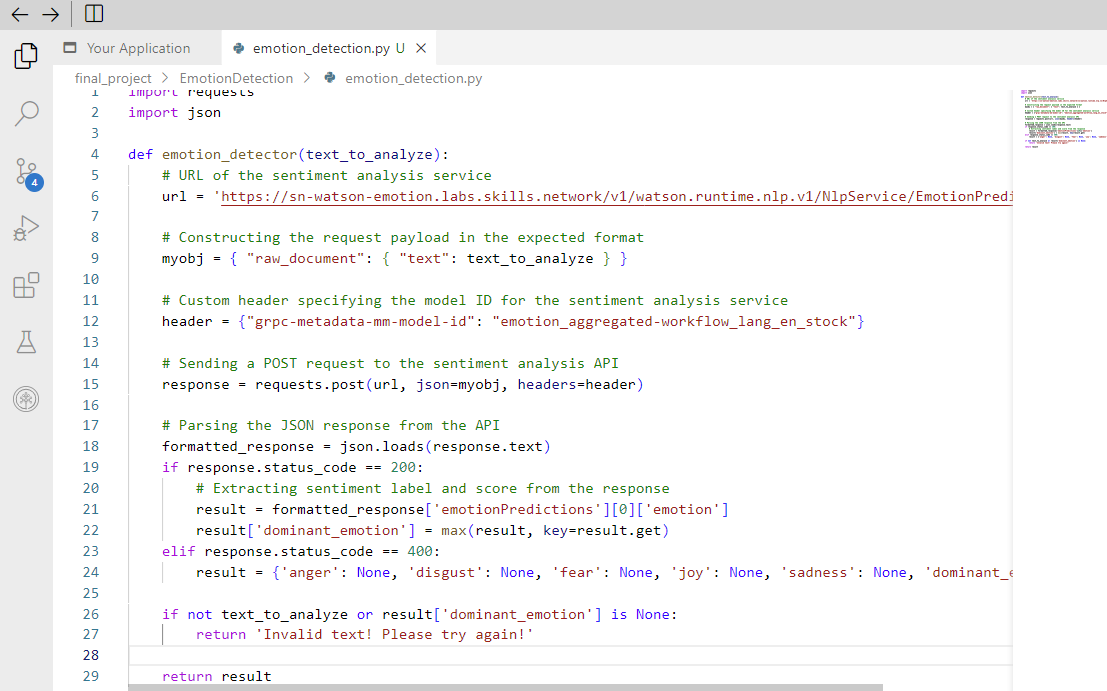 Your Application
emotion_detection.py U
final_project > EmotionDetection > emotion_detection.py
1 import requests
2 import json
3
4 def emotion_detector(text_to_analyze):
5 # URL of the sentiment analysis service
6 url = 'https://sn-watson-emotion.labs.skills.network/v1/watson.runtime.nlp.v1/NlpService/EmotionPredi
7
8 # Constructing the request payload in the expected format
9 myobj = { "raw_document": { "text": text_to_analyze } }
10
11 # Custom header specifying the model ID for the sentiment analysis service
12 header = {"grpc-metadata-mm-model-id": "emotion_aggregated-workflow_lang_en_stock"}
13
14 # Sending a POST request to the sentiment analysis API
15 response = requests.post(url, json=myobj, headers=header)
16
17 # Parsing the JSON response from the API
18 formatted_response = json.loads(response.text)
19 if response.status_code == 200:
20 # Extracting sentiment label and score from the response
21 result = formatted_response['emotionPredictions'][0]['emotion']
22 result['dominant_emotion'] = max(result, key=result.get)
23 elif response.status_code == 400:
24 result = {'anger': None, 'disgust': None, 'fear': None, 'joy': None, 'sadness': None, 'dominant_e
25
26 if not text_to_analyze or result['dominant_emotion'] is None:
27 return 'Invalid text! Please try again!'
28
29 return result
4